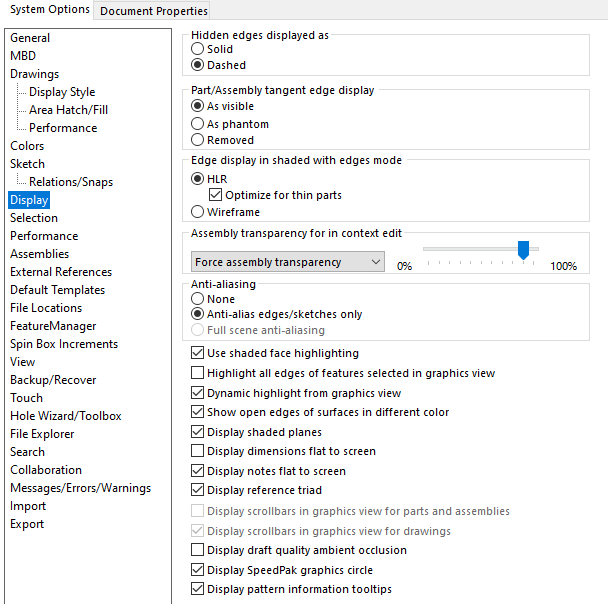 System Options Document Properties
General
MBD
Drawings
Display Style
Area Hatch/Fill
Performance
Colors
Sketch
Relations/Snaps
Display
Selection
Performance
Assemblies
External References
Default Templates
File Locations
FeatureManager
Spin Box Increments
View
Backup/Recover
Touch
Hole Wizard/Toolbox
File Explorer
Search
Collaboration
Messages/Errors/Warnings
Import
Export
Hidden edges displayed as
Solid
Dashed
Part/Assembly tangent edge display
As visible
As phantom
Removed
Edge display in shaded with edges mode
HLR
Optimize for thin parts
Wireframe
Assembly transparency for in context edit
Force assembly transparency 0% 100%
Anti-aliasing
None
Anti-alias edges/sketches only
Full scene anti-aliasing
Use shaded face highlighting
Highlight all edges of features selected in graphics view
Dynamic highlight from graphics view
Show open edges of surfaces in different color
Display shaded planes
Display dimensions flat to screen
Display notes flat to screen
Display reference triad
Display scrollbars in graphics view for parts and assemblies
Display scrollbars in graphics view for drawings
Display draft quality ambient occlusion
Display SpeedPak graphics circle
Display pattern information tooltips